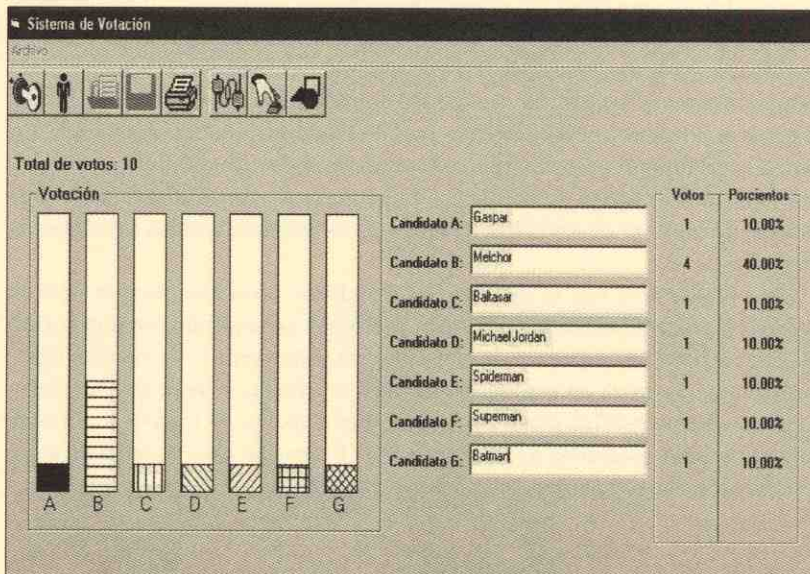 Sistema de Votación
Archivo
Total de votos: 10
Votación
Votos Porcientos
Candidato A: Gaspar 1 10.00%
Candidato B: Melchor 4 40.00%
Candidato C: Baltasar 1 10.00%
Candidato D: Michael Jordan 1 10.00%
Candidato E: Spiderman 1 10.00%
Candidato F: Superman 1 10.00%
Candidato G: Batman 1 10.00%
A B C D E F G